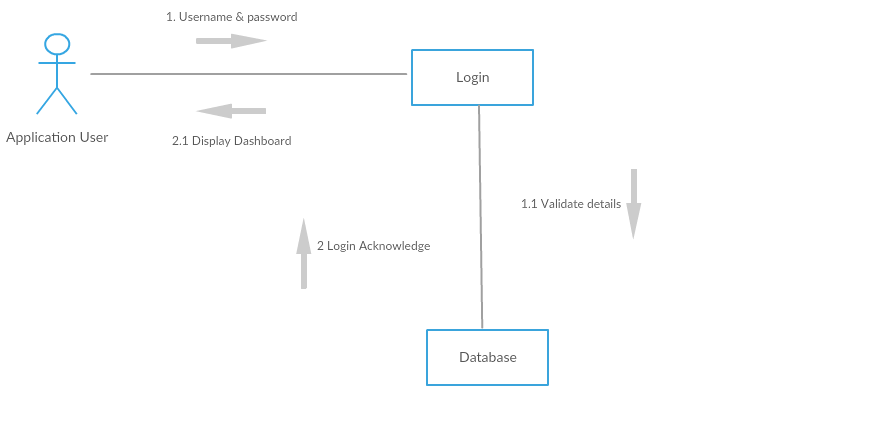 1. Username & password
Login
Application User
2.1 Display Dashboard
1.1 Validate details
2 Login Acknowledge
Database